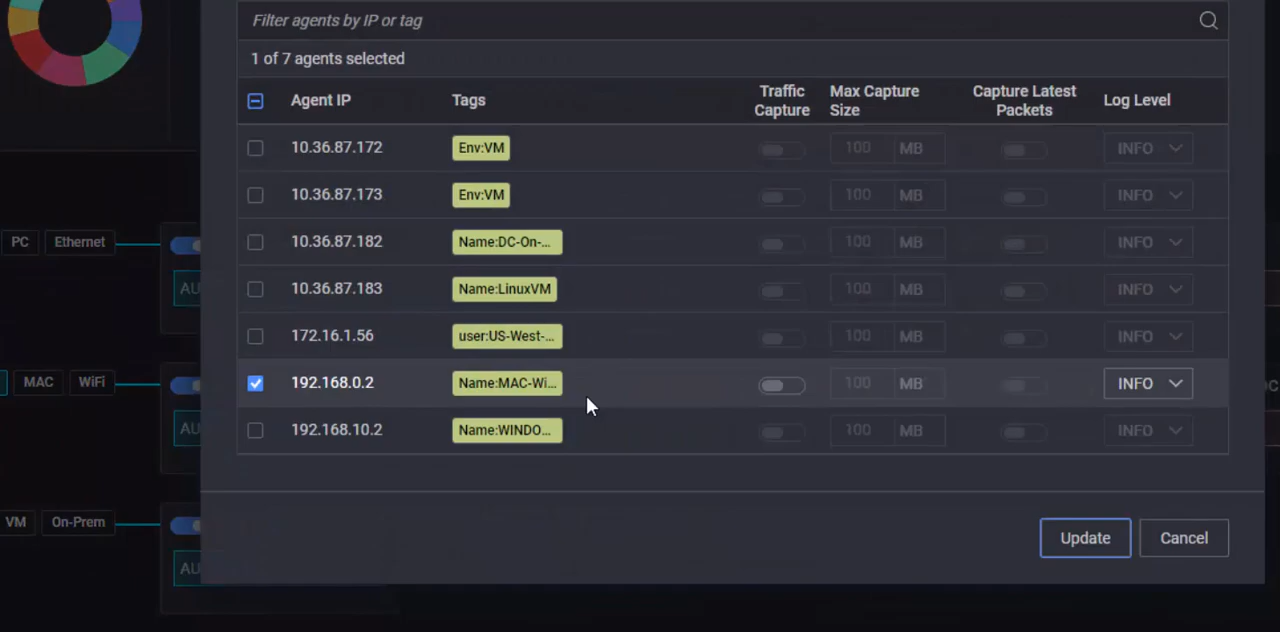 Filter agents by IP or tag
1 of 7 agents selected
Agent IP Tags Traffic Capture Max Capture Size Capture Latest Packets Log Level
10.36.87.172 Env:VM 100 MB INFO
10.36.87.173 Env:VM 100 MB INFO
10.36.87.182 Name:DC-On-... 100 MB INFO
10.36.87.183 Name:LinuxVM 100 MB INFO
172.16.1.56 user:US-West-... 100 MB INFO
192.168.0.2 Name:MAC-Wi... 100 MB INFO
192.168.10.2 Name:WINDO... 100 MB INFO
Update Cancel
PC Ethernet
AU
MAC WiFi
AU
VM On-Prem
AU